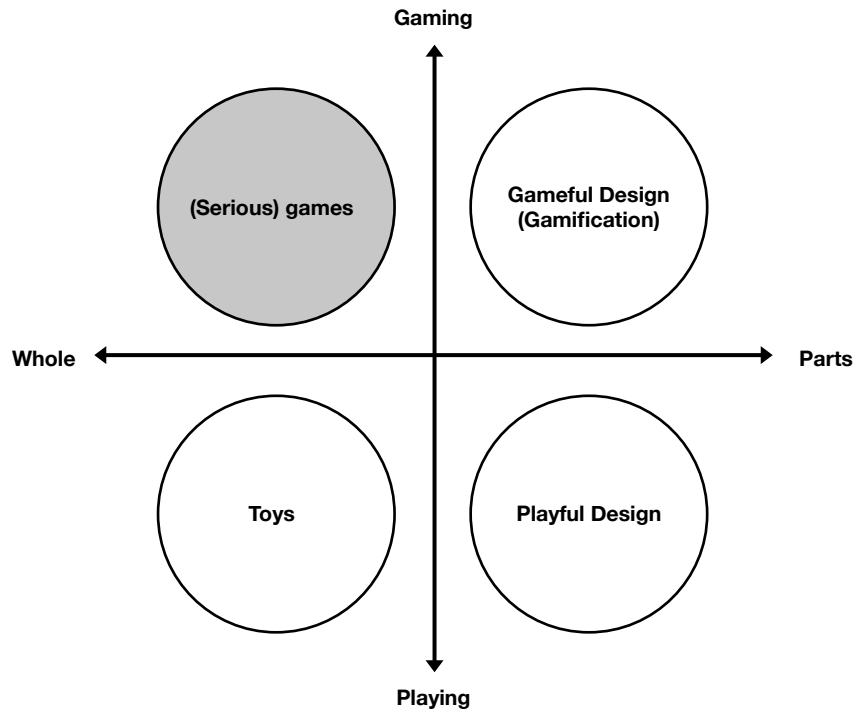 Gaming
(Serious) games
Gameful Design
(Gamification)
Whole
Parts
Toys
Playful Design
Playing